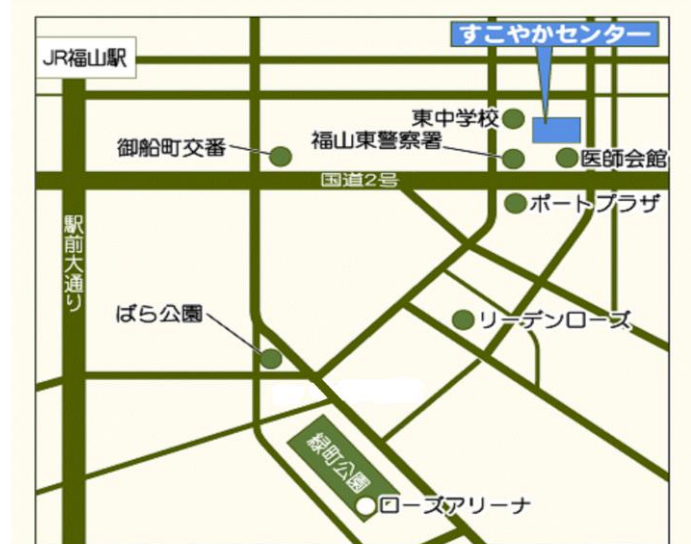 すこやかセンター
JR福山駅
東中学校
福山東警察署
御船町交番
医師会館
国道2号
ポートプラザ
駅前大通り
ばら公園
リーデンローズ
緑町公園
ローズアリーナ